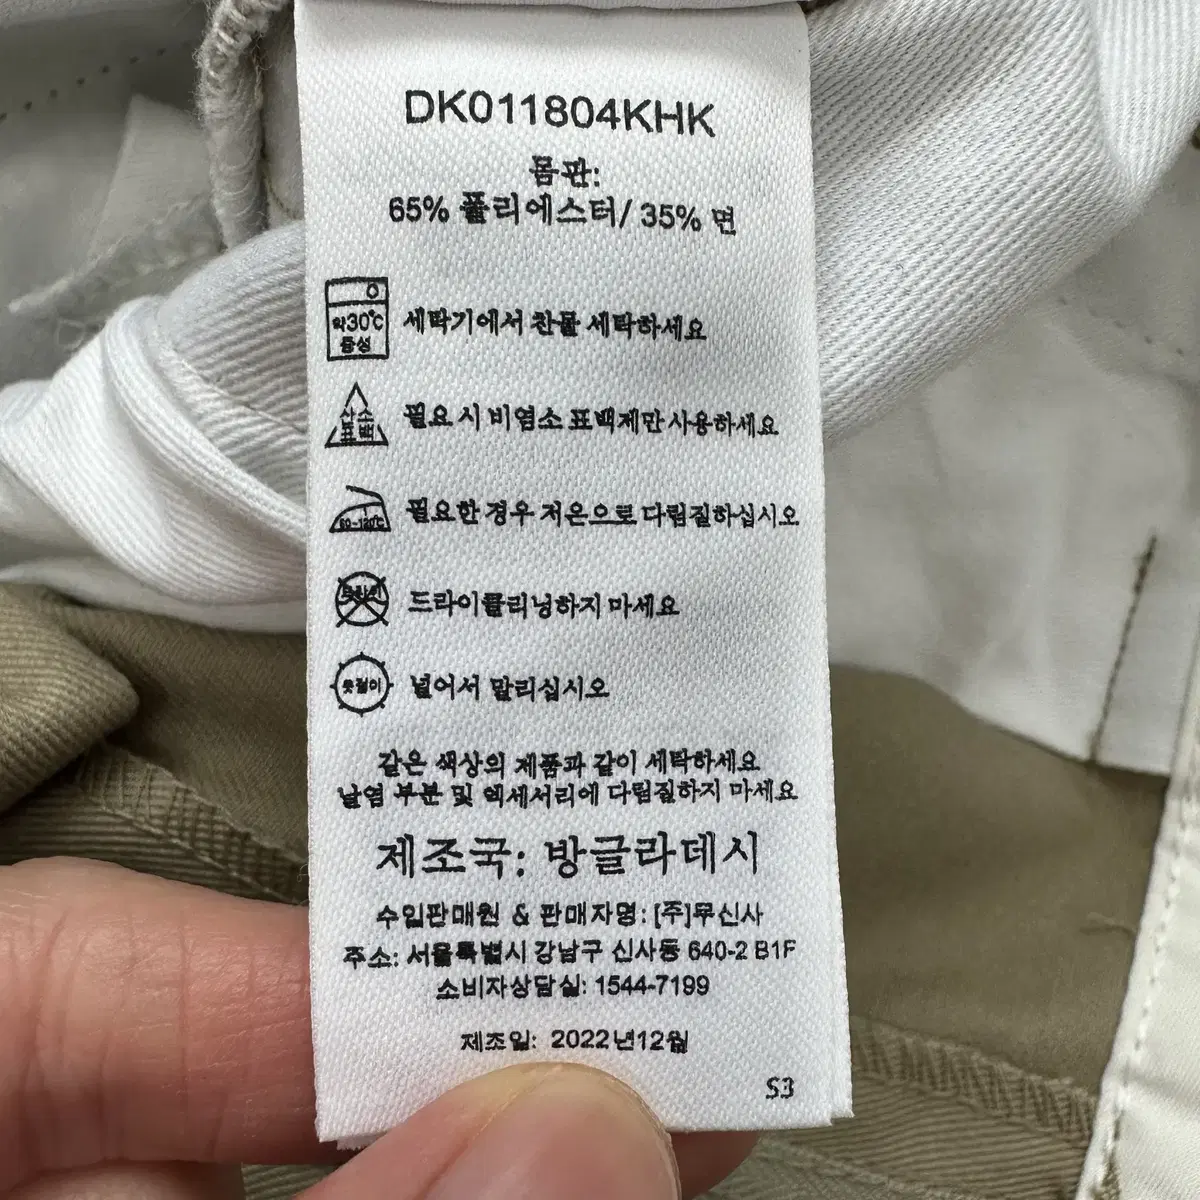 DK011804KHK
몸판:
65% 폴리에스터/ 35% 면
약30℃
중성
세탁기에서 찬물 세탁하세요
산소
표백
필요 시 비염소 표백제만 사용하세요
80-120℃
필요한 경우 저온으로 다림질하십시오
드라이
드라이클리닝하지 마세요
옷걸이
널어서 말리십시오
같은 색상의 제품과 같이 세탁하세요
날염 부분 및 액세서리에 다림질하지 마세요
제조국: 방글라데시
수입판매원 & 판매자명: [주]무신사
주소: 서울특별시 강남구 신사동 640-2 B1F
소비자상담실: 1544-7199
제조일: 2022년12월
S3